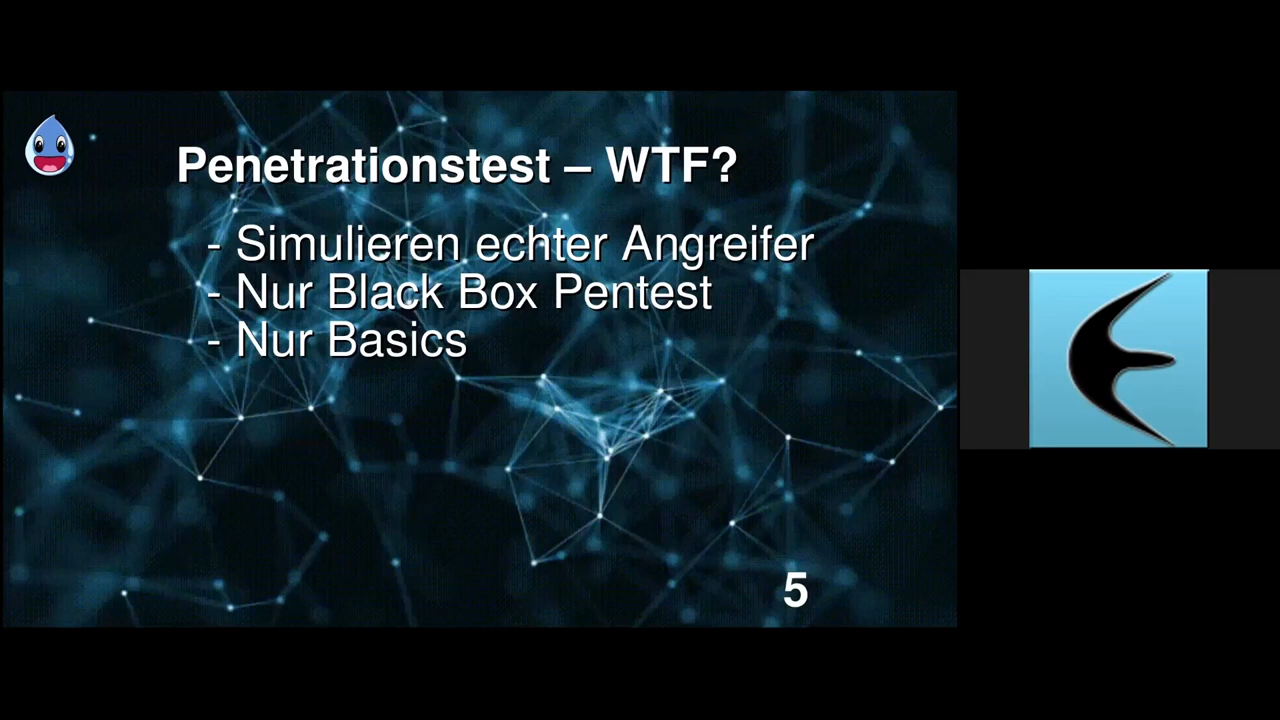 Penetrationstest – WTF?
- Simulieren echter Angreifer
- Nur Black Box Pentest
- Nur Basics
5